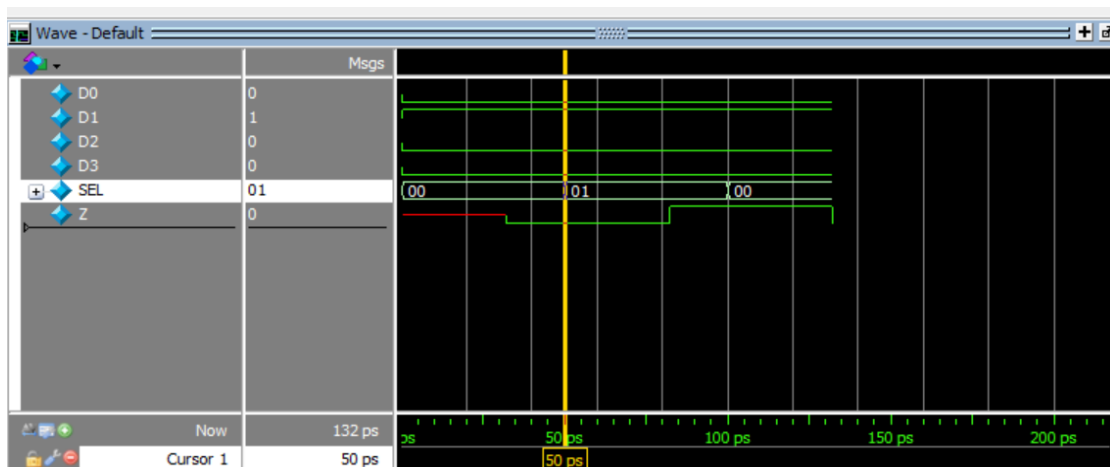 Wave - Default
Msgs
D0 0
D1 1
D2 0
D3 0
SEL 01 00 01 00
Z 0
Now 132 ps ps 50 ps 100 ps 150 ps 200 ps
Cursor 1 50 ps 50 ps